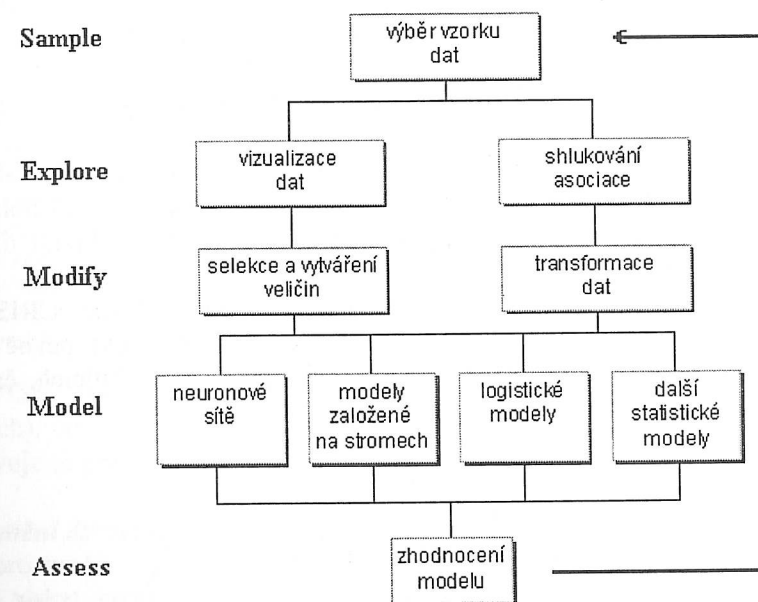 Sample
výběr vzorku
dat
Explore
vizualizace
dat
shlukování
asociace
Modify
selekce a vytváření
veličin
transformace
dat
Model
neuronové
sítě
modely
založené
na stromech
logistické
modely
další
statistické
modely
Assess
zhodnocení
modelu